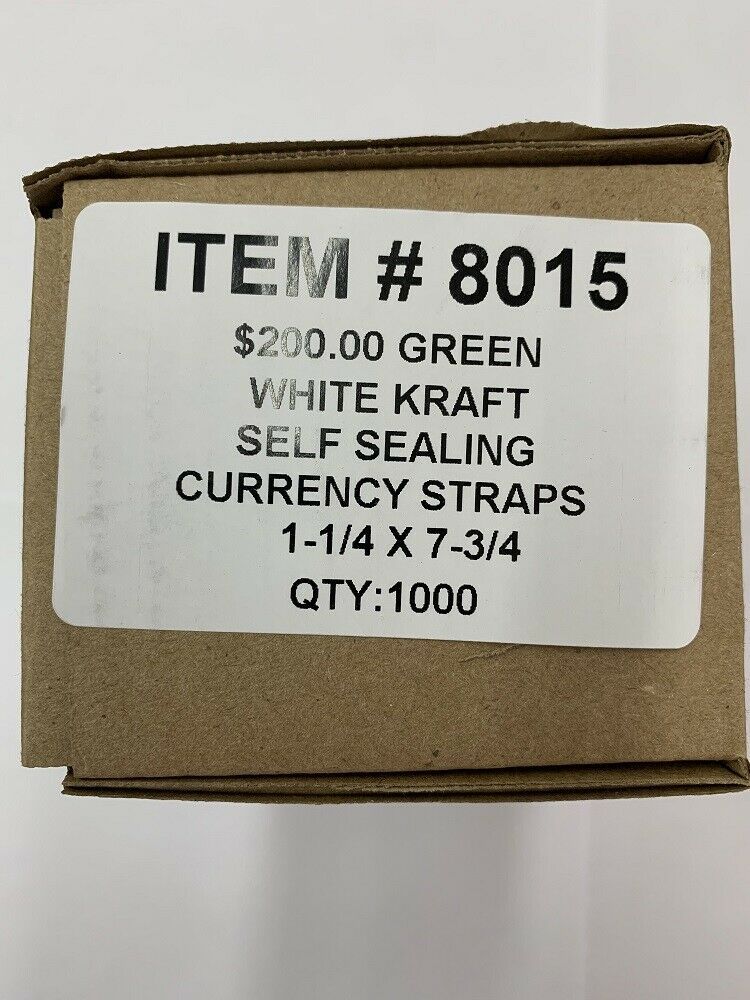 ITEM # 8015
$200.00 GREEN
WHITE KRAFT
SELF SEALING
CURRENCY STRAPS
1-1/4 X 7-3/4
QTY:1000